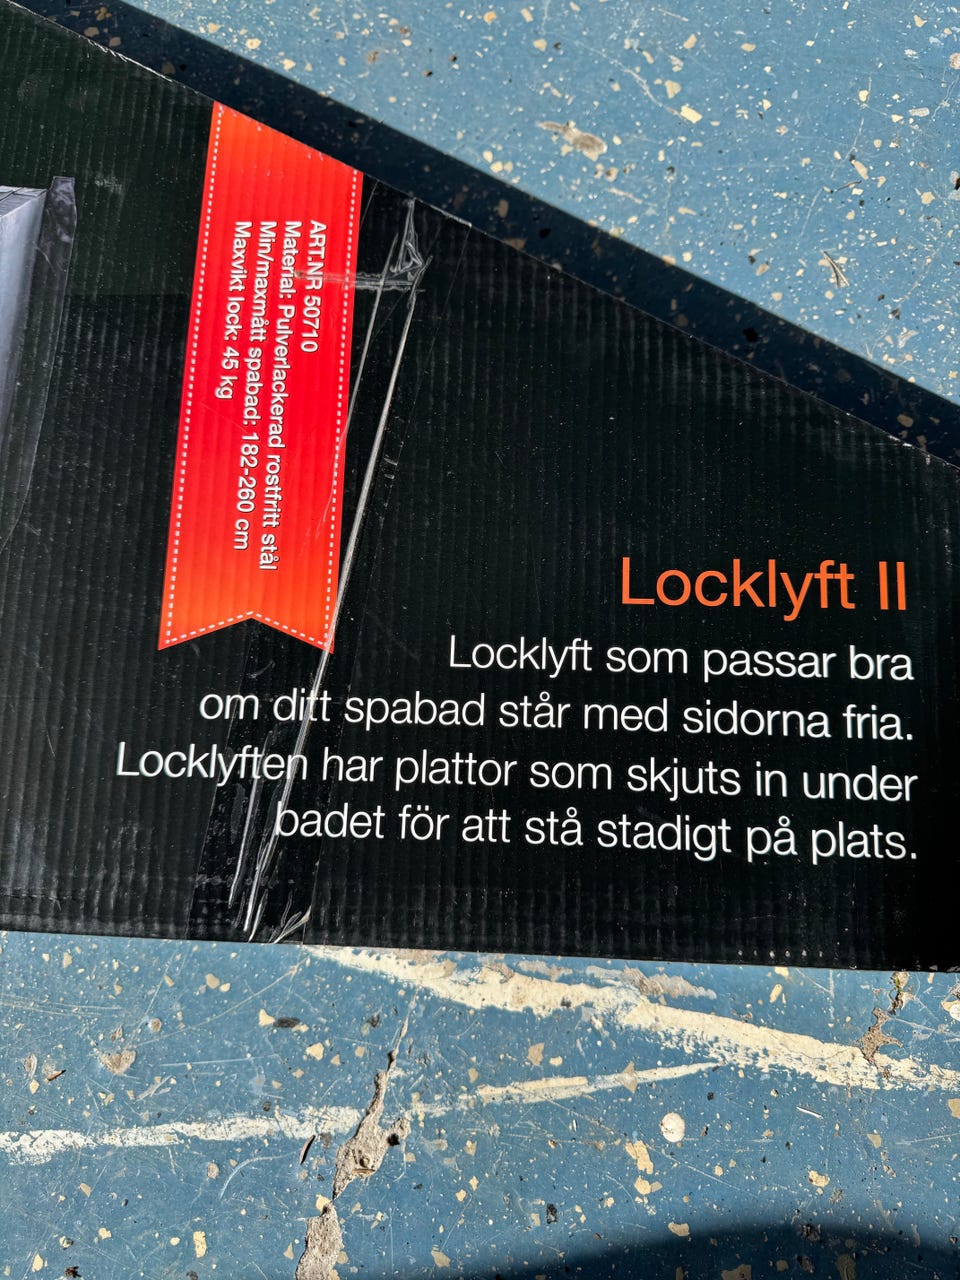 ART.NR 50710
Material: Pulverlackerad rostfritt stål
Min/maxmått spabad: 182-260 cm
Maxvikt lock: 45 kg
Locklyft II
Locklyft som passar bra
om ditt spabad står med sidorna fria.
Locklyften har plattor som skjuts in under
badet för att stå stadigt på plats.